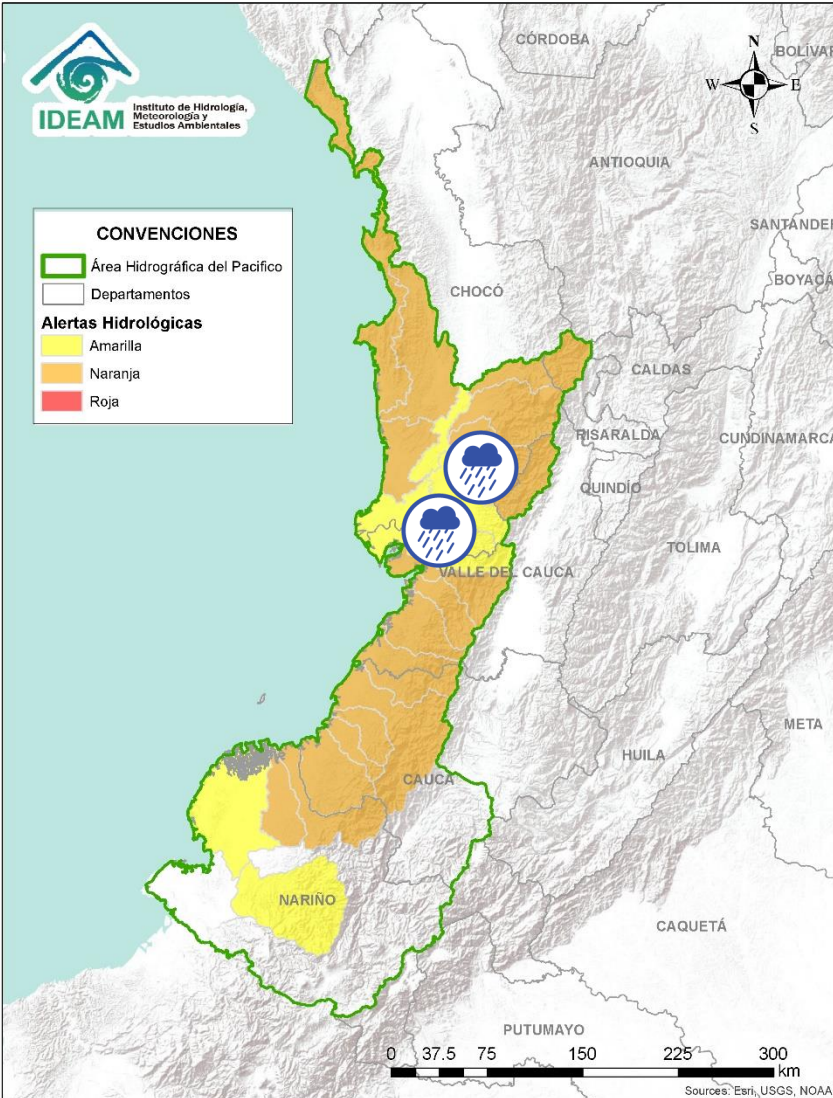 IDEAM
Instituto de Hidrología,
Meteorología y
Estudios Ambientales
N
W E
S
CÓRDOBA
BOLÍVAR
ANTIOQUIA
SANTANDER
BOYACÁ
CONVENCIONES
Área Hidrográfica del Pacifico
Departamentos
Alertas Hidrológicas
Amarilla
Naranja
Roja
CHOCÓ
CALDAS
RISARALDA
CUNDINAMARCA
QUINDÍO
TOLIMA
VALLE DEL CAUCA
META
HUILA
CAUCA
NARIÑO
CAQUETÁ
PUTUMAYO
0 37.5 75 150 225 300
km
Sources: Esri, USGS, NOAA